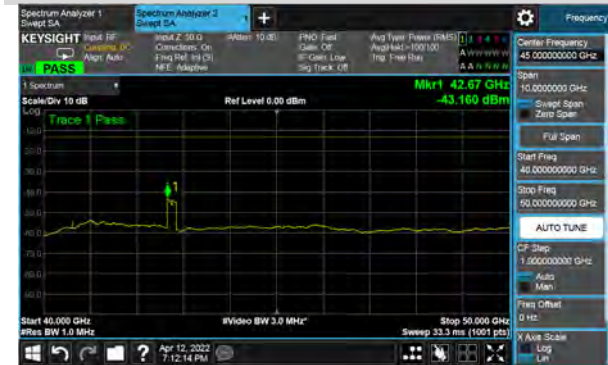 Spectrum Analyzer 1
Swept SA
Spectrum Analyzer 2
Swept SA
1
+
Frequency
KEYSIGHT
Input: RF
Coupling: DC
Align: Auto
Input Z: 50 Ω
Corrections: On
Freq Ref: Int (S)
NFE: Adaptive
#Atten: 10 dB
PNO: Fast
Gate: Off
IF Gain: Low
Sig Track: Off
Avg Type: Power (RMS)
Avg|Hold:>100/100
Trig: Free Run
PASS
1 Spectrum
Mkr1 42.67 GHz
-43.160 dBm
Scale/Div 10 dB
Ref Level 0.00 dBm
Log
Trace 1 Pass
1
Start 40.000 GHz
#Res BW 1.0 MHz
#Video BW 3.0 MHz*
Stop 50.000 GHz
Sweep 33.3 ms (1001 pts)
Center Frequency
45.000000000 GHz
Span
10.0000000 GHz
Swept Span
Zero Span
Full Span
Start Freq
40.000000000 GHz
Stop Freq
50.000000000 GHz
AUTO TUNE
CF Step
1.000000000 GHz
Auto
Man
Freq Offset
0 Hz
X Axis Scale
Log
Lin
?
Apr 12, 2022
7:12:14 PM